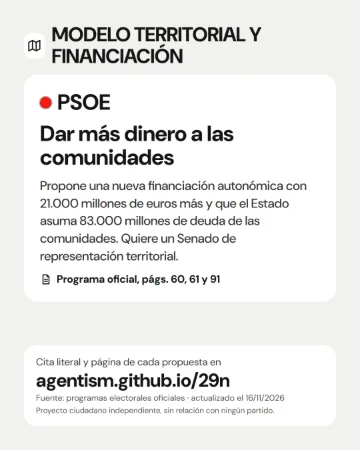 MODELO TERRITORIAL Y
FINANCIACIÓN
PSOE
Dar más dinero a las
comunidades
Propone una nueva financiación autonómica con
21.000 millones de euros más y que el Estado
asuma 83.000 millones de deuda de las
comunidades. Quiere un Senado de
representación territorial.
Programa oficial, págs. 60, 61 y 91
Cita literal y página de cada propuesta en
agentism.github.io/29n
Fuente: programas electorales oficiales · actualizado el 16/11/2026
Proyecto ciudadano independiente, sin relación con ningún partido.